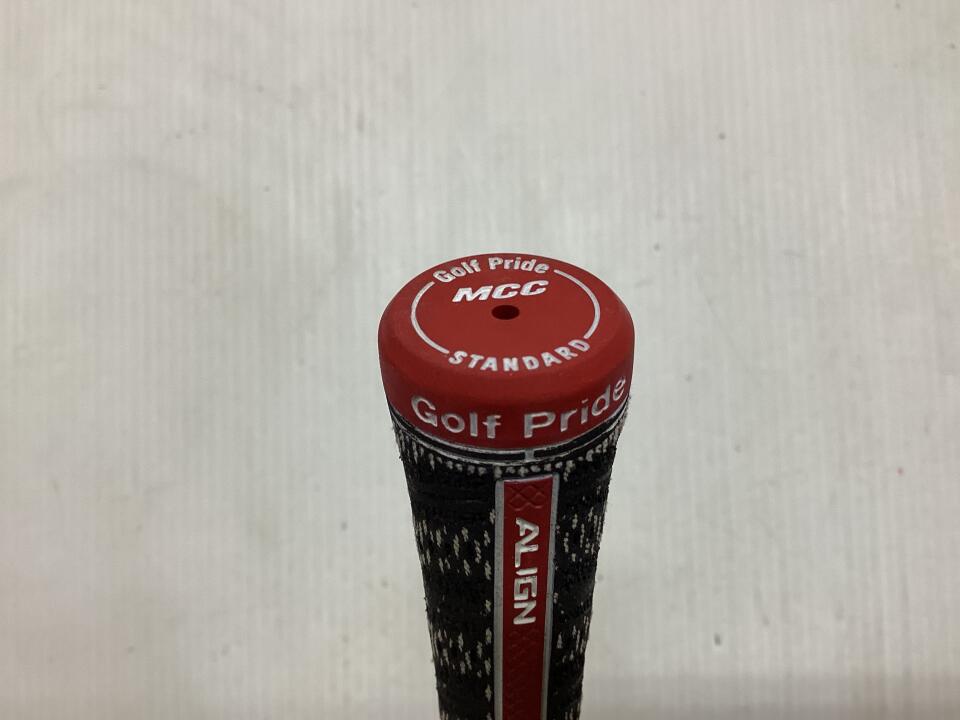 Golf Pride
MCC
STANDARD
Golf Pride
ALIGN